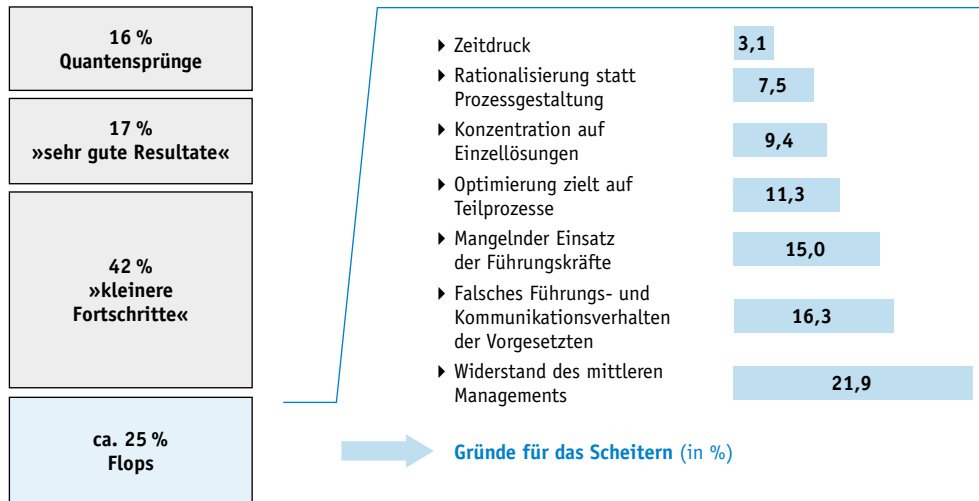 16 %
Quantensprünge
17 %
»sehr gute Resultate«
42 %
»kleinere
Fortschritte«
ca. 25 %
Flops
Zeitdruck
3,1
Rationalisierung statt
Prozessgestaltung
7,5
Konzentration auf
Einzellösungen
9,4
Optimierung zielt auf
Teilprozesse
11,3
Mangelnder Einsatz
der Führungskräfte
15,0
Falsches Führungs- und
Kommunikationsverhalten
der Vorgesetzten
16,3
Widerstand des mittleren
Managements
21,9
Gründe für das Scheitern (in %)